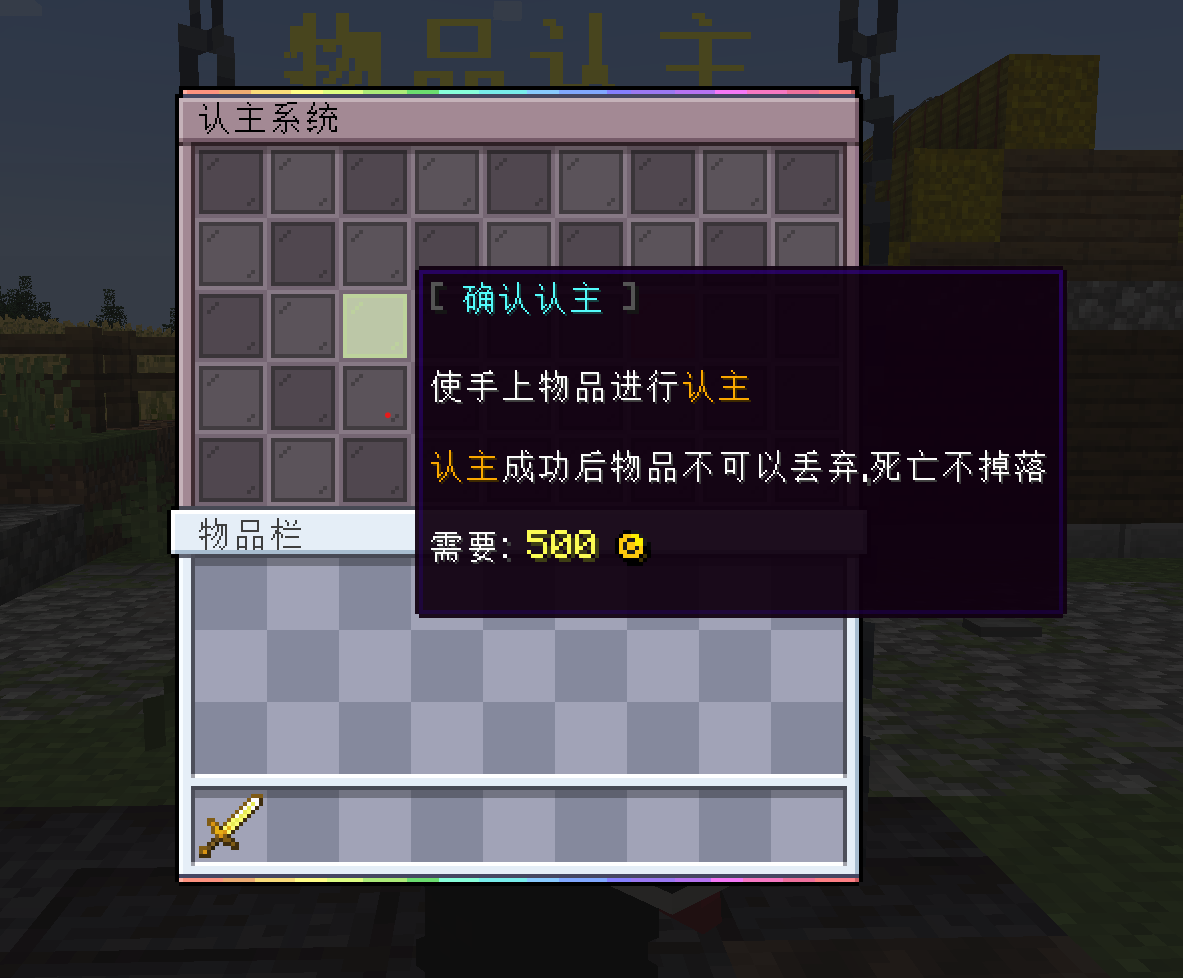 物品认主
认主系统
[ 确认认主 ]
使手上物品进行认主
认主成功后物品不可以丢弃,死亡不掉落
物品栏
需要: 500 C